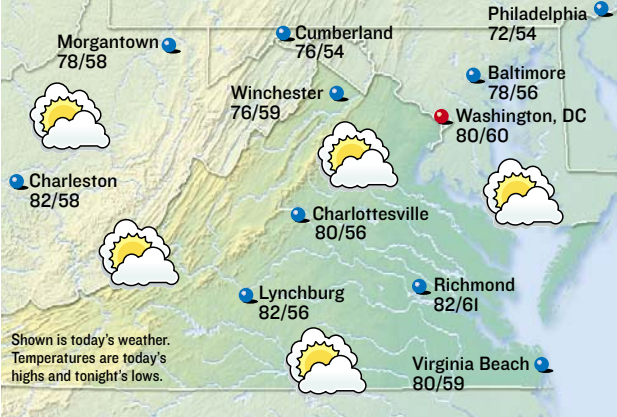 Philadelphia
72/54
Cumberland
76/54
Morgantown
78/58
Baltimore
78/56
Winchester
76/59
Washington, DC
80/60
Charleston
82/58
Charlottesville
80/56
Richmond
82/61
Lynchburg
82/56
Shown is today's weather.
Temperatures are today's
highs and tonight's lows.
Virginia Beach
80/59